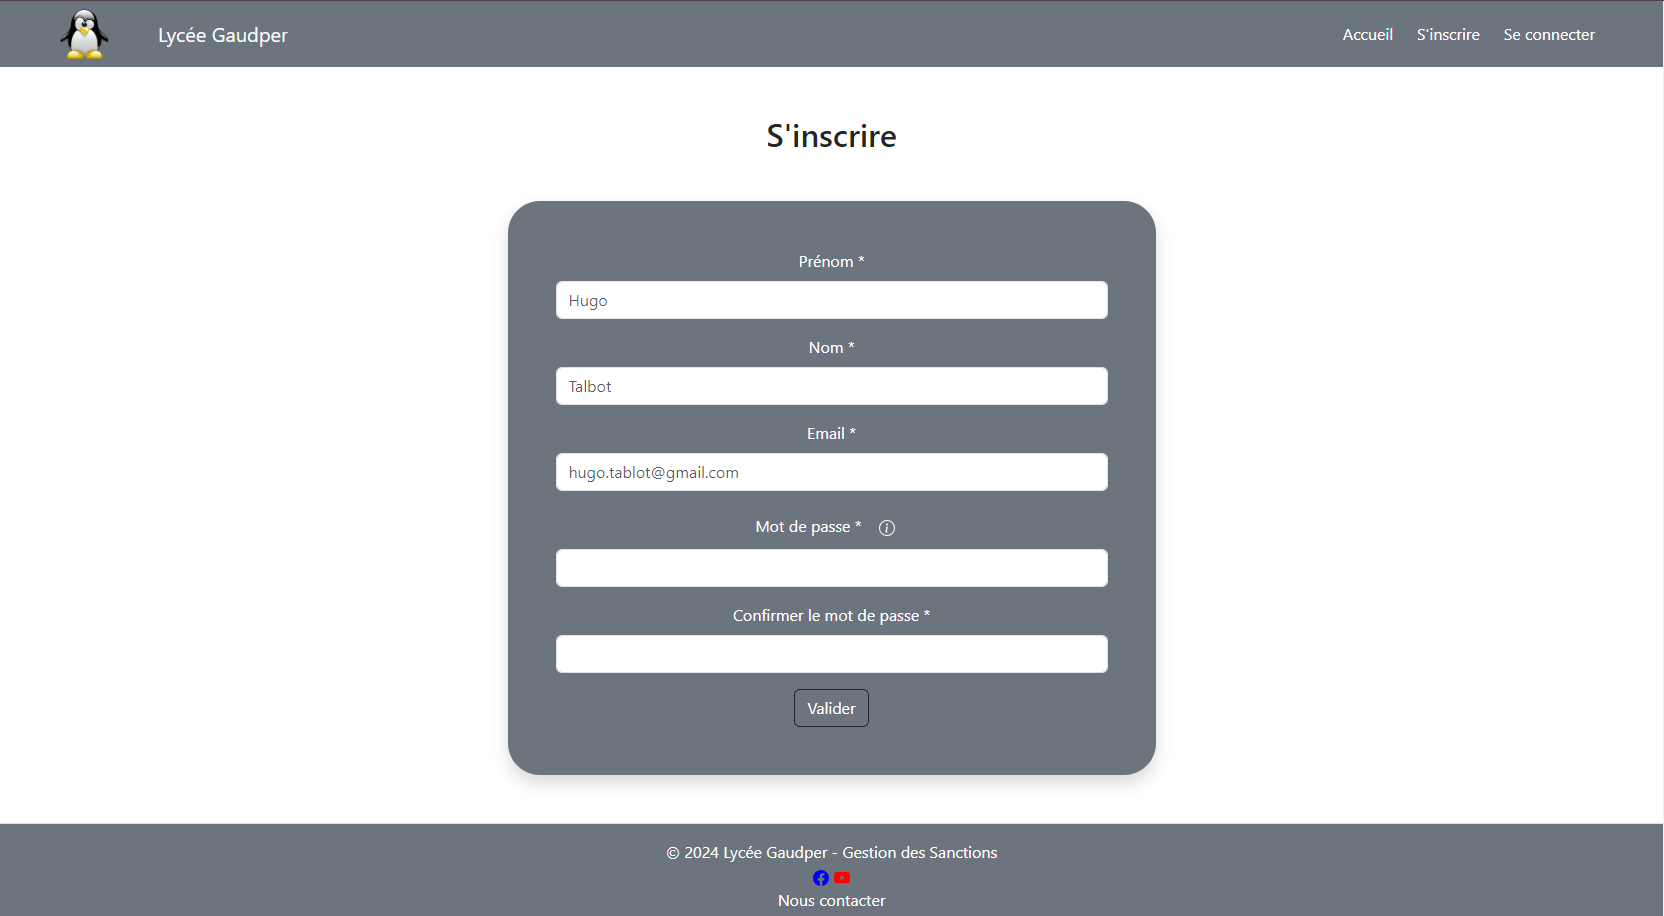 Lycée Gaudper
Accueil S'inscrire Se connecter
S'inscrire
Prénom *
Hugo
Nom *
Talbot
Email *
hugo.tablot@gmail.com
Mot de passe *
Confirmer le mot de passe *
Valider
© 2024 Lycée Gaudper - Gestion des Sanctions
Nous contacter